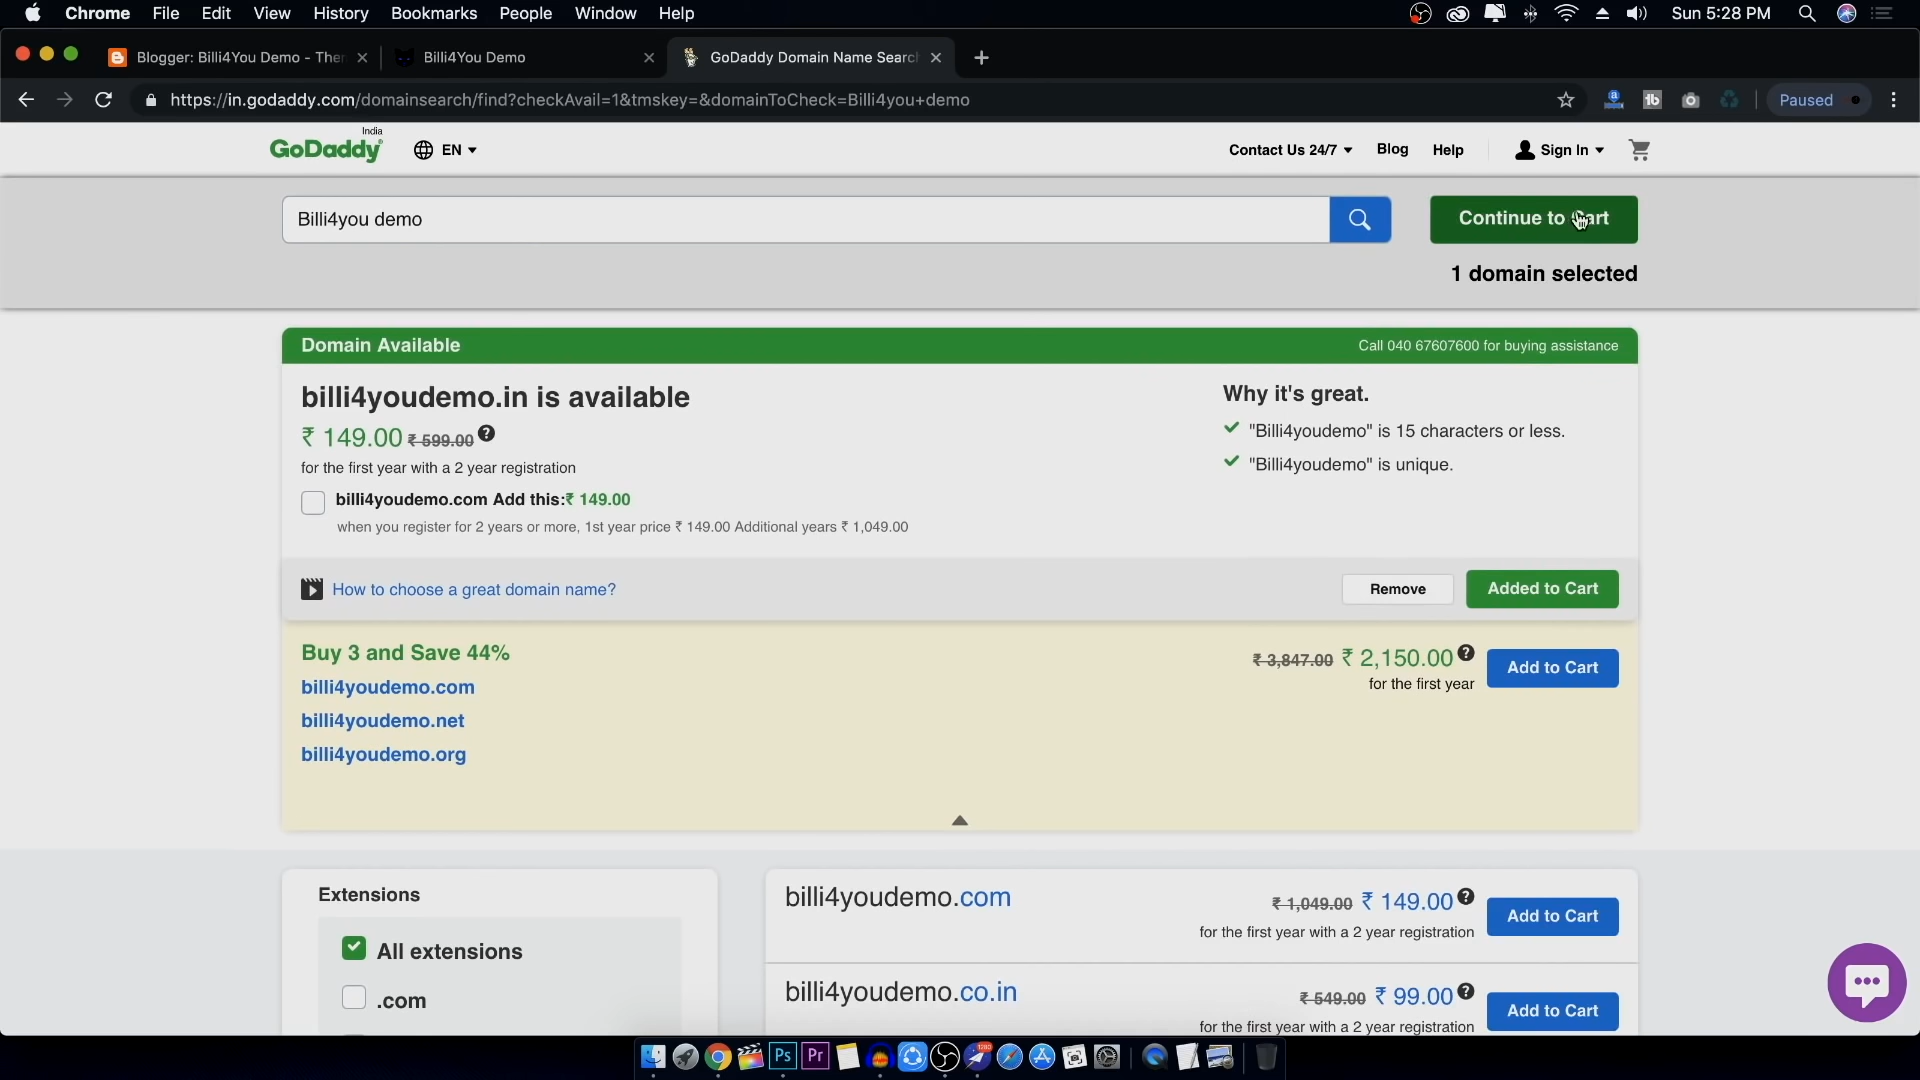 Chrome File Edit View History Bookmarks People Window Help Sun 5:28 PM
Blogger: Billi4You Demo - Ther Billi4You Demo GoDaddy Domain Name Search
https://in.godaddy.com/domainsearch/find?checkAvail=1&tmskey=&domainToCheck=Billi4you+demo Paused
India
GoDaddy EN Contact Us 24/7 Blog Help Sign In
Billi4you demo Continue to Cart
1 domain selected
Domain Available Call 040 67607600 for buying assistance
billi4youdemo.in is available Why it's great.
₹ 149.00 ₹ 599.00 ? "Billi4youdemo" is 15 characters or less.
for the first year with a 2 year registration "Billi4youdemo" is unique.
billi4youdemo.com Add this:₹ 149.00
when you register for 2 years or more, 1st year price ₹ 149.00 Additional years ₹ 1,049.00
How to choose a great domain name? Remove Added to Cart
Buy 3 and Save 44% ₹ 3,847.00 ₹ 2,150.00 ? Add to Cart
billi4youdemo.com for the first year
billi4youdemo.net
billi4youdemo.org
Extensions billi4youdemo.com ₹ 1,049.00 ₹ 149.00 ? Add to Cart
for the first year with a 2 year registration
All extensions
.com billi4youdemo.co.in ₹ 549.00 ₹ 99.00 ? Add to Cart
for the first year with a 2 year registration
Ps Pr